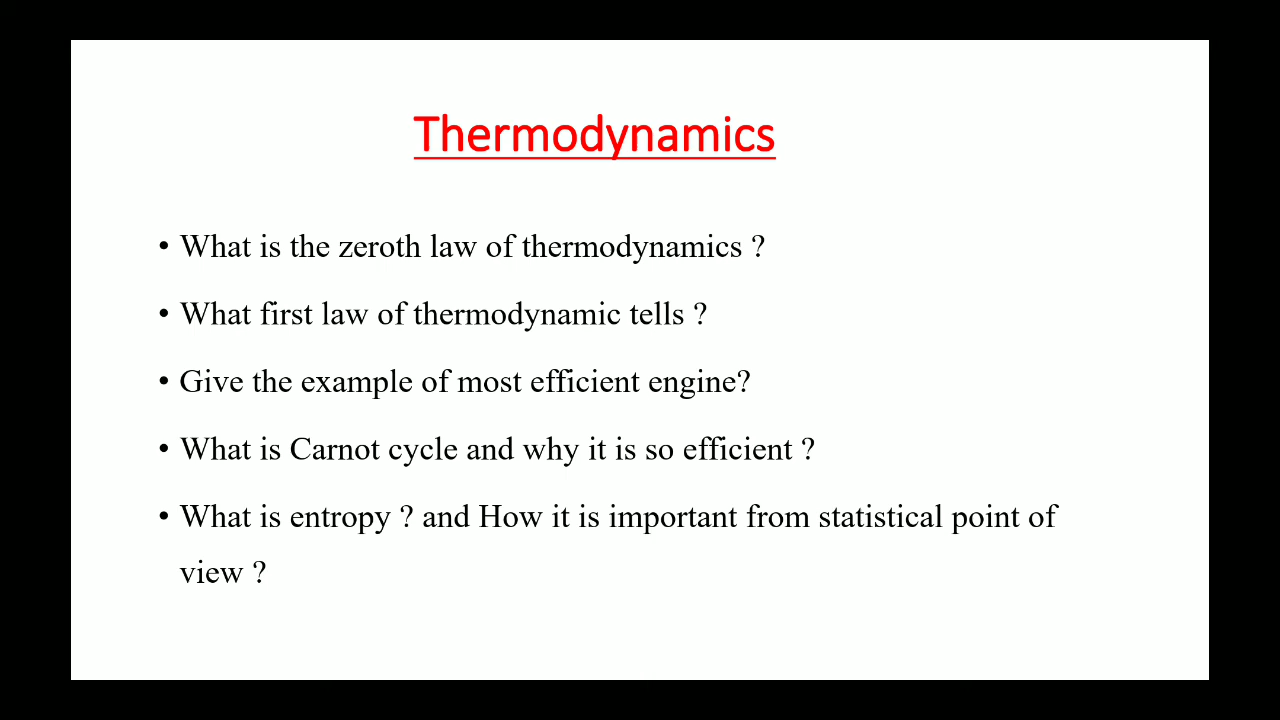 Thermodynamics
• What is the zeroth law of thermodynamics ?
• What first law of thermodynamic tells ?
• Give the example of most efficient engine?
• What is Carnot cycle and why it is so efficient ?
• What is entropy ? and How it is important from statistical point of
view ?